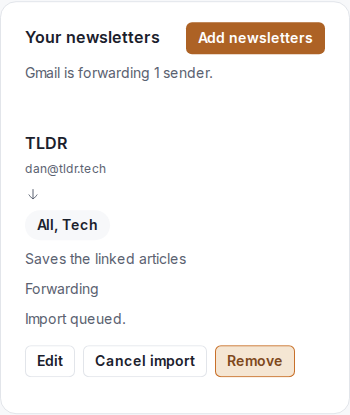 Your newsletters
Add newsletters
Gmail is forwarding 1 sender.
TLDR
dan@tldr.tech
↓
All, Tech
Saves the linked articles
Forwarding
Import queued.
Edit
Cancel import
Remove